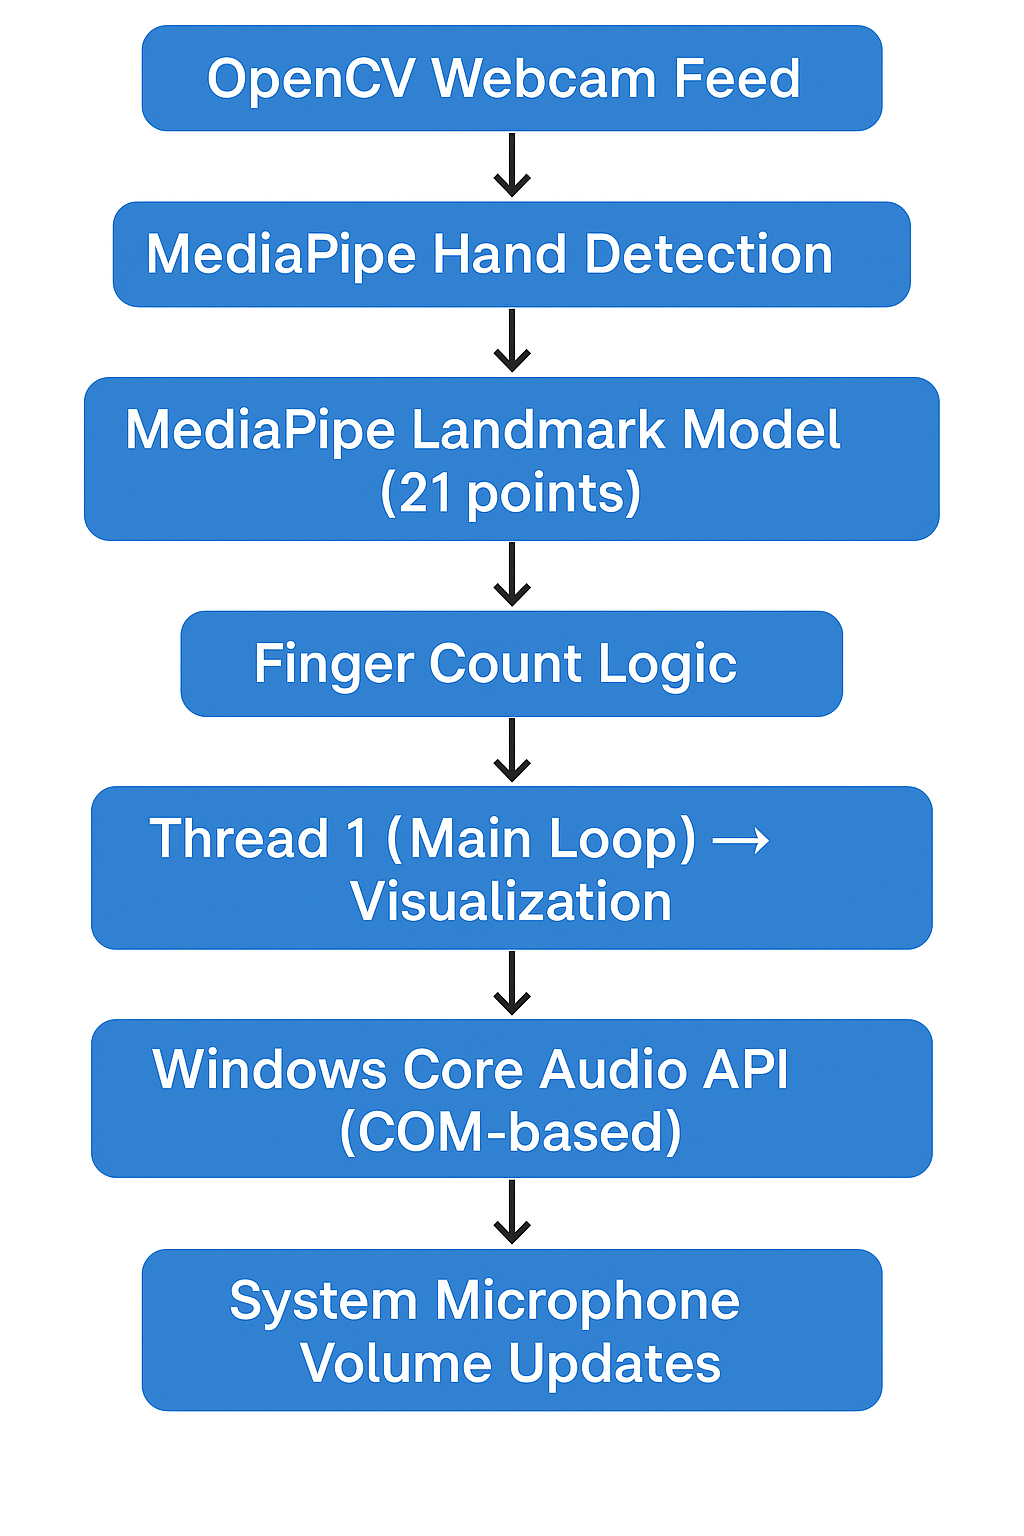 OpenCV Webcam Feed
MediaPipe Hand Detection
MediaPipe Landmark Model
(21 points)
Finger Count Logic
Thread 1 (Main Loop) →
Visualization
Windows Core Audio API
(COM-based)
System Microphone
Volume Updates